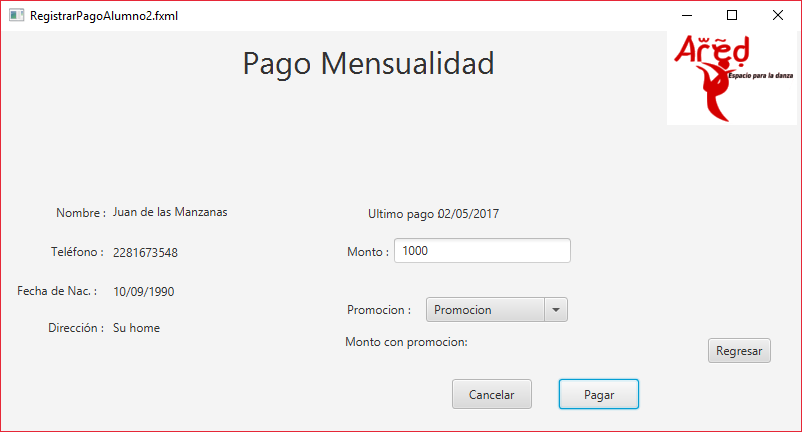 RegistrarPagoAlumno2.fxml
Pago Mensualidad
Ared
Espacio para la danza
Nombre : Juan de las Manzanas
Ultimo pago :02/05/2017
Teléfono : 2281673548
Monto : 1000
Fecha de Nac. : 10/09/1990
Promocion : Promocion
Dirección : Su home
Monto con promocion:
Regresar
Cancelar
Pagar